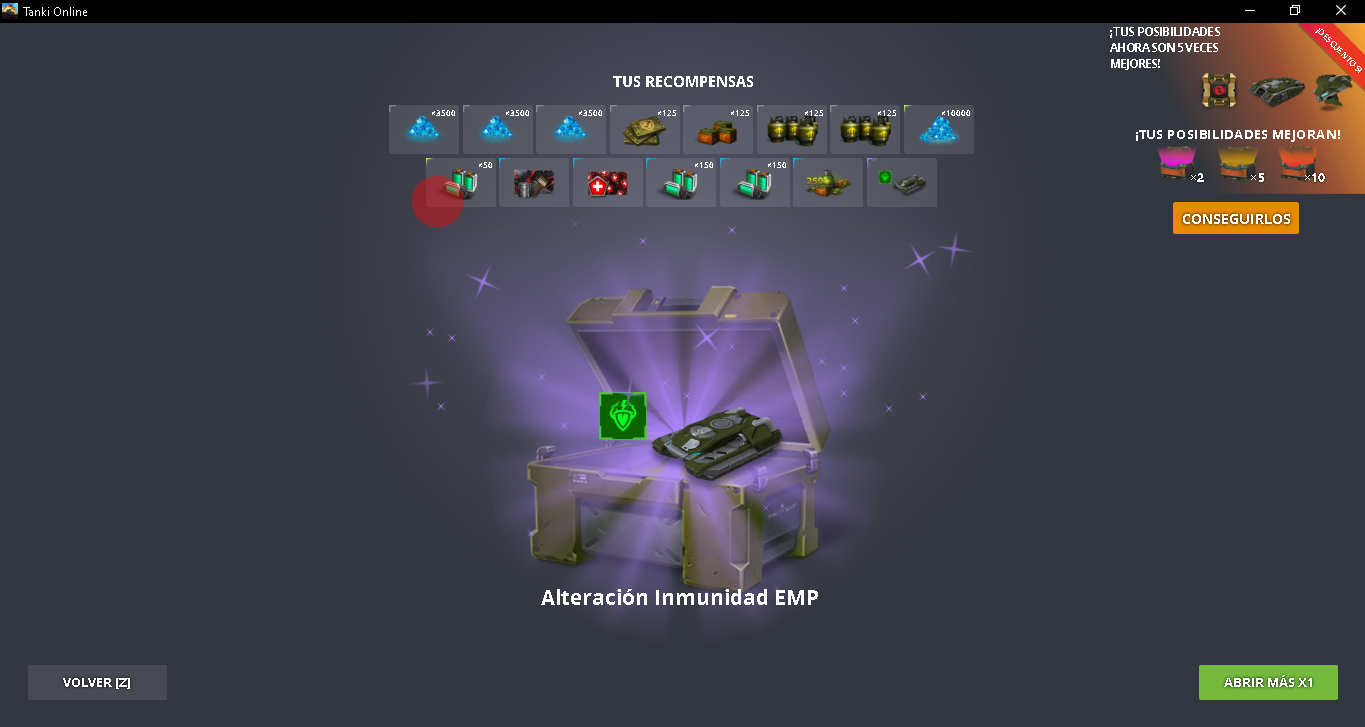 Tanki Online
¡TUS POSIBILIDADES
AHORA SON 5 VECES
MEJORES!
¡DESCUENTOS!
TUS RECOMPENSAS
×3500
×3500
×3500
×125
×125
×125
×125
×10000
¡TUS POSIBILIDADES MEJORAN!
×2
×5
×10
×50
×150
×150
250
CONSEGUIRLOS
Alteración Inmunidad EMP
VOLVER [Z]
ABRIR MÁS X1